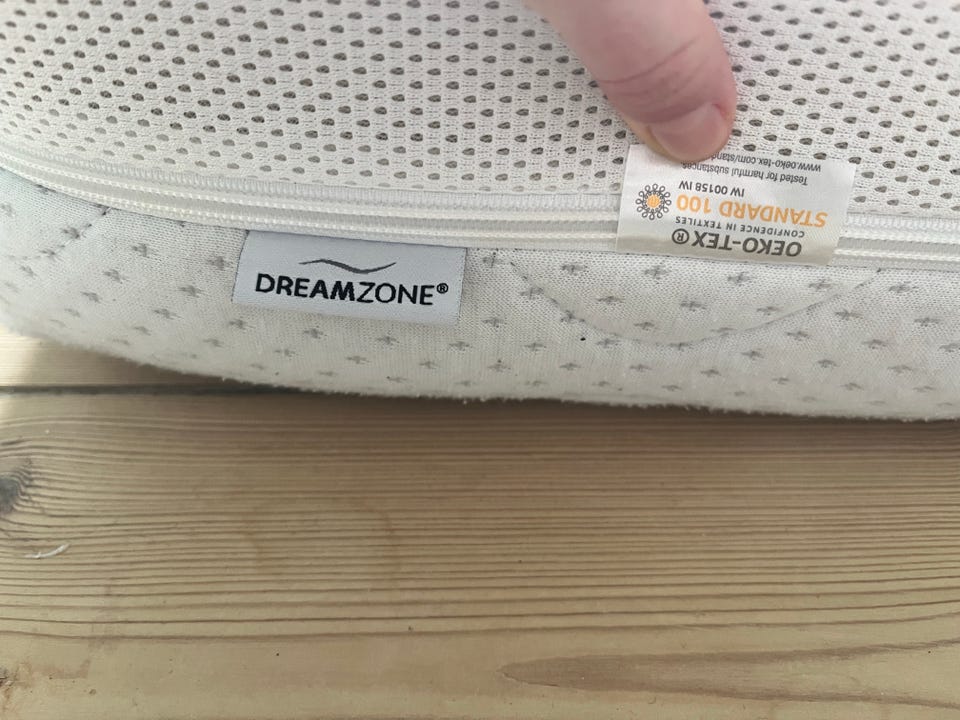 DREAMZONE®
OEKO-TEX®
CONFIDENCE IN TEXTILES
STANDARD 100
IW 00158 IW
Tested for harmful substances
www.oeko-tex.com/stand